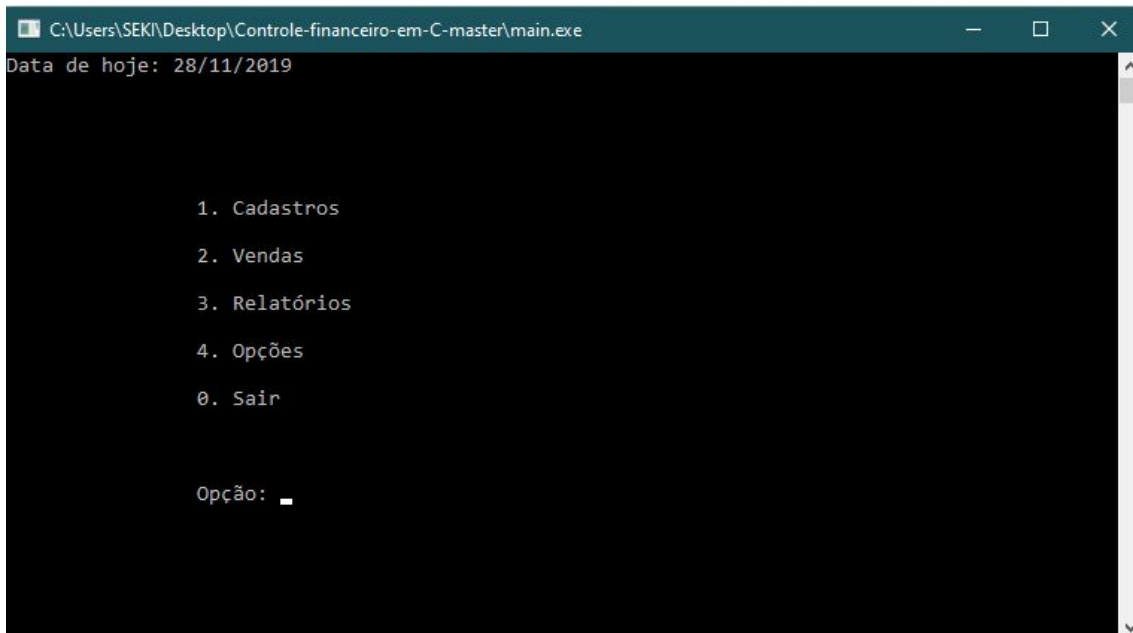 C:\Users\SEKI\Desktop\Controle-financeiro-em-C-master\main.exe
Data de hoje: 28/11/2019
1. Cadastros
2. Vendas
3. Relatórios
4. Opções
0. Sair
Opção: